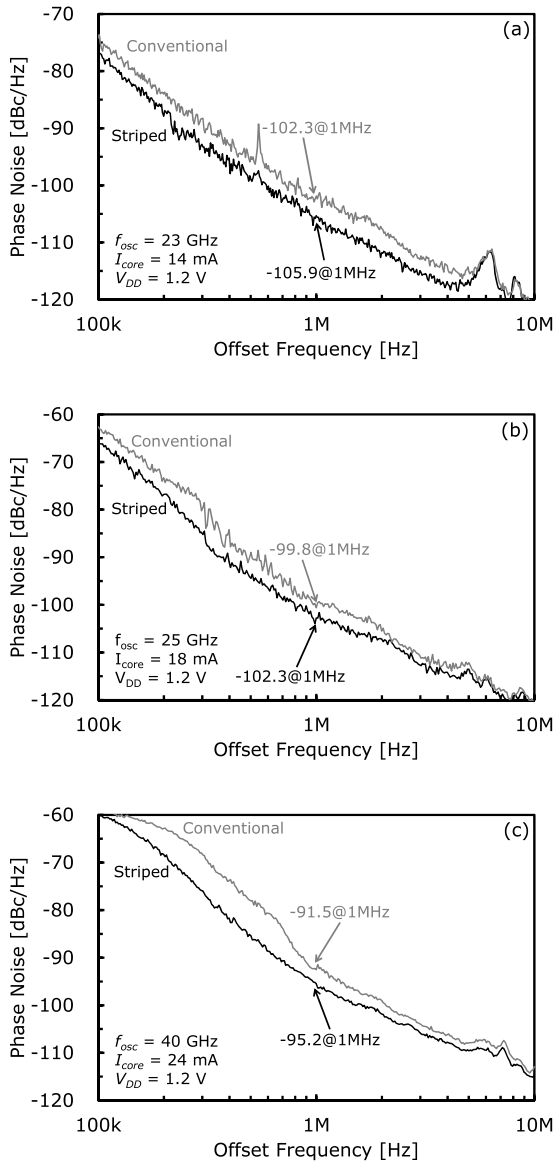 -70
(a)
Conventional
-80
-90
Striped
-102.3@1MHz
-100
Phase Noise [dBc/Hz]
-110
fosc = 23 GHz
Icore = 14 mA
VDD = 1.2 V
-105.9@1MHz
-120
100k
1M
10M
Offset Frequency [Hz]
-60
(b)
Conventional
-70
-80
Striped
-90
-99.8@1MHz
-100
Phase Noise [dBc/Hz]
-110
fosc = 25 GHz
Icore = 18 mA
VDD = 1.2 V
-102.3@1MHz
-120
100k
1M
10M
Offset Frequency [Hz]
-60
(c)
Conventional
-70
Striped
-80
-91.5@1MHz
-90
-100
Phase Noise [dBc/Hz]
-110
fosc = 40 GHz
Icore = 24 mA
VDD = 1.2 V
-95.2@1MHz
-120
100k
1M
10M
Offset Frequency [Hz]